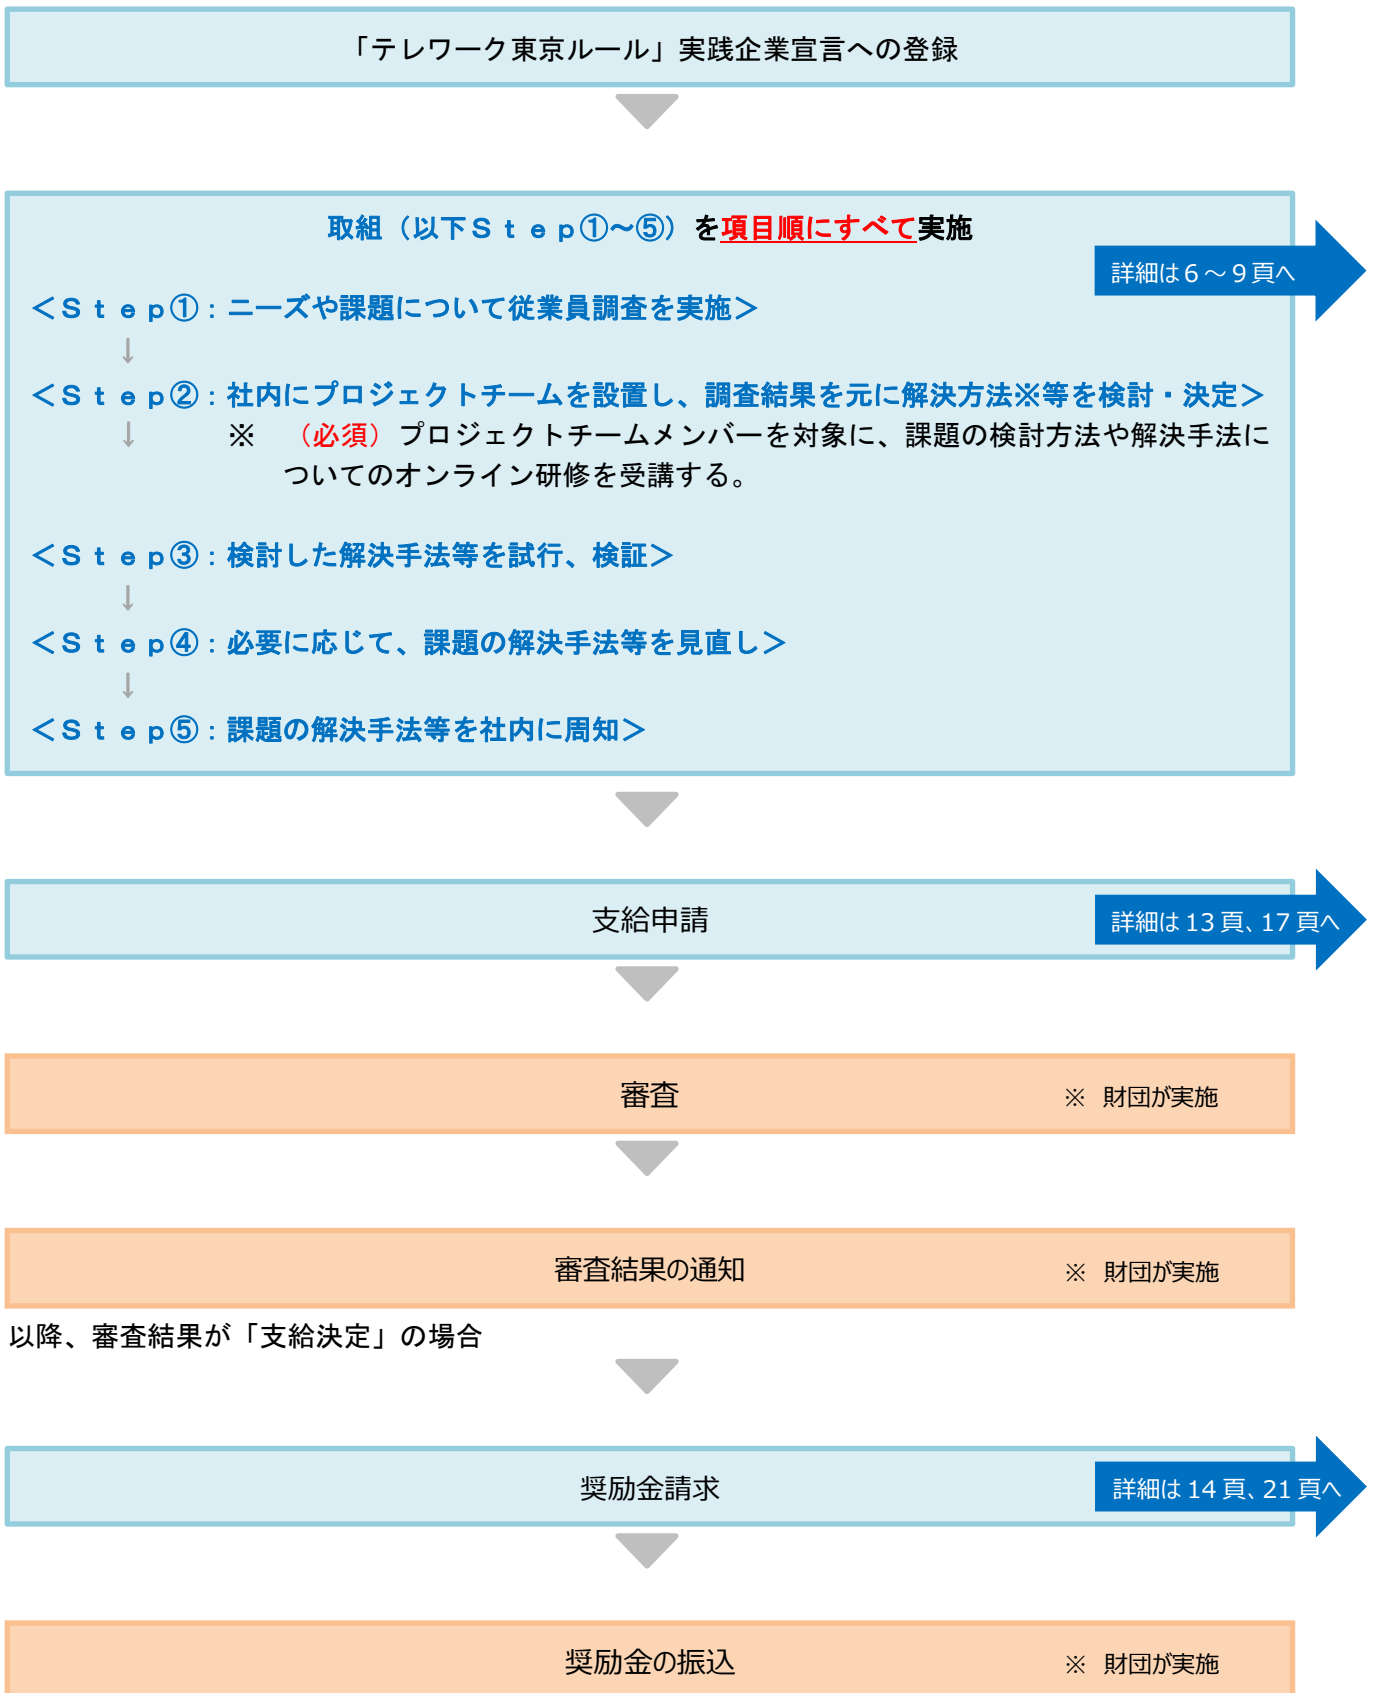 「テレワーク東京ルール」実践企業宣言への登録
取組（以下Ｓｔｅｐ①～⑤）を項目順にすべて実施
詳細は６～９頁へ
＜Ｓｔｅｐ①：ニーズや課題について従業員調査を実施＞
↓
＜Ｓｔｅｐ②：社内にプロジェクトチームを設置し、調査結果を元に解決方法※等を検討・決定＞
↓　※　（必須）プロジェクトチームメンバーを対象に、課題の検討方法や解決手法に
ついてのオンライン研修を受講する。
＜Ｓｔｅｐ③：検討した解決手法等を試行、検証＞
↓
＜Ｓｔｅｐ④：必要に応じて、課題の解決手法等を見直し＞
↓
＜Ｓｔｅｐ⑤：課題の解決手法等を社内に周知＞
支給申請
詳細は13頁、17頁へ
審査　※　財団が実施
審査結果の通知　※　財団が実施
以降、審査結果が「支給決定」の場合
奨励金請求
詳細は14頁、21頁へ
奨励金の振込　※　財団が実施